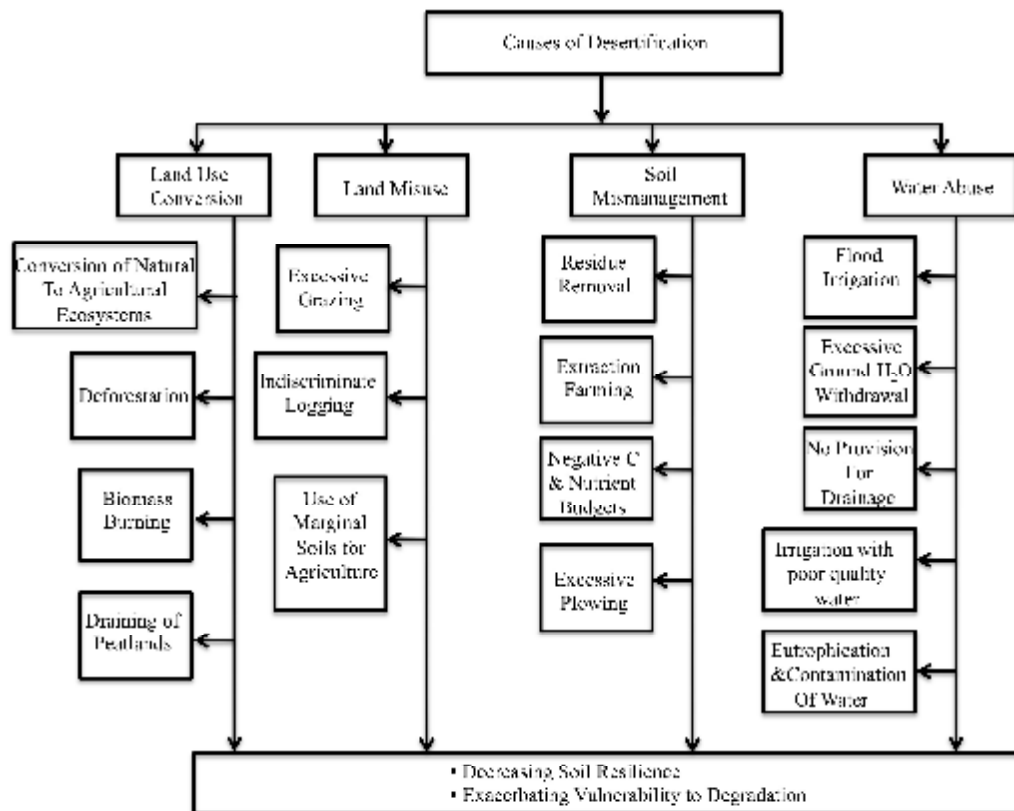 Causes of Desertification
Land Use
Conversion
Land Misuse
Soil
Mismanagement
Water Abuse
Conversion of Natural
To Agricultural
Ecosystems
Deforestation
Biomass
Burning
Draining of
Peatlands
Excessive
Grazing
Indiscriminate
Logging
Use of
Marginal
Soils for
Agriculture
Residue
Removal
Extraction
Farming
Negative C
& Nutrient
Budgets
Excessive
Plowing
Flood
Irrigation
Excessive
Ground H₂O
Withdrawal
No Provision
For
Drainage
Irrigation with
poor quality
water
Eutrophication
&Contamination
Of Water
• Decreasing Soil Resilience
• Exacerbating Vulnerability to Degradation